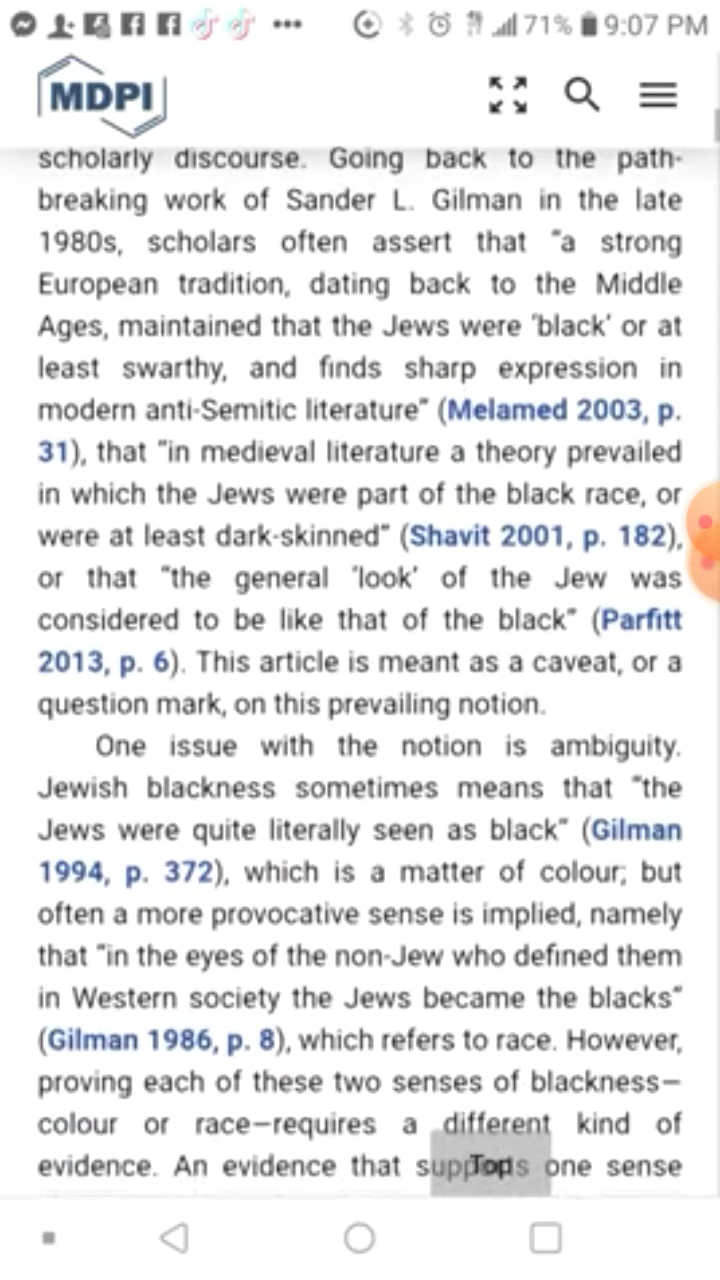 71% 9:07 PM
MDPI
scholarly discourse. Going back to the path-
breaking work of Sander L. Gilman in the late
1980s, scholars often assert that “a strong
European tradition, dating back to the Middle
Ages, maintained that the Jews were ‘black’ or at
least swarthy, and finds sharp expression in
modern anti-Semitic literature” (Melamed 2003, p.
31), that “in medieval literature a theory prevailed
in which the Jews were part of the black race, or
were at least dark-skinned” (Shavit 2001, p. 182),
or that “the general ‘look’ of the Jew was
considered to be like that of the black” (Parfitt
2013, p. 6). This article is meant as a caveat, or a
question mark, on this prevailing notion.
One issue with the notion is ambiguity.
Jewish blackness sometimes means that “the
Jews were quite literally seen as black” (Gilman
1994, p. 372), which is a matter of colour; but
often a more provocative sense is implied, namely
that “in the eyes of the non-Jew who defined them
in Western society the Jews became the blacks”
(Gilman 1986, p. 8), which refers to race. However,
proving each of these two senses of blackness—
colour or race—requires a different kind of
evidence. An evidence that supports one sense
Top